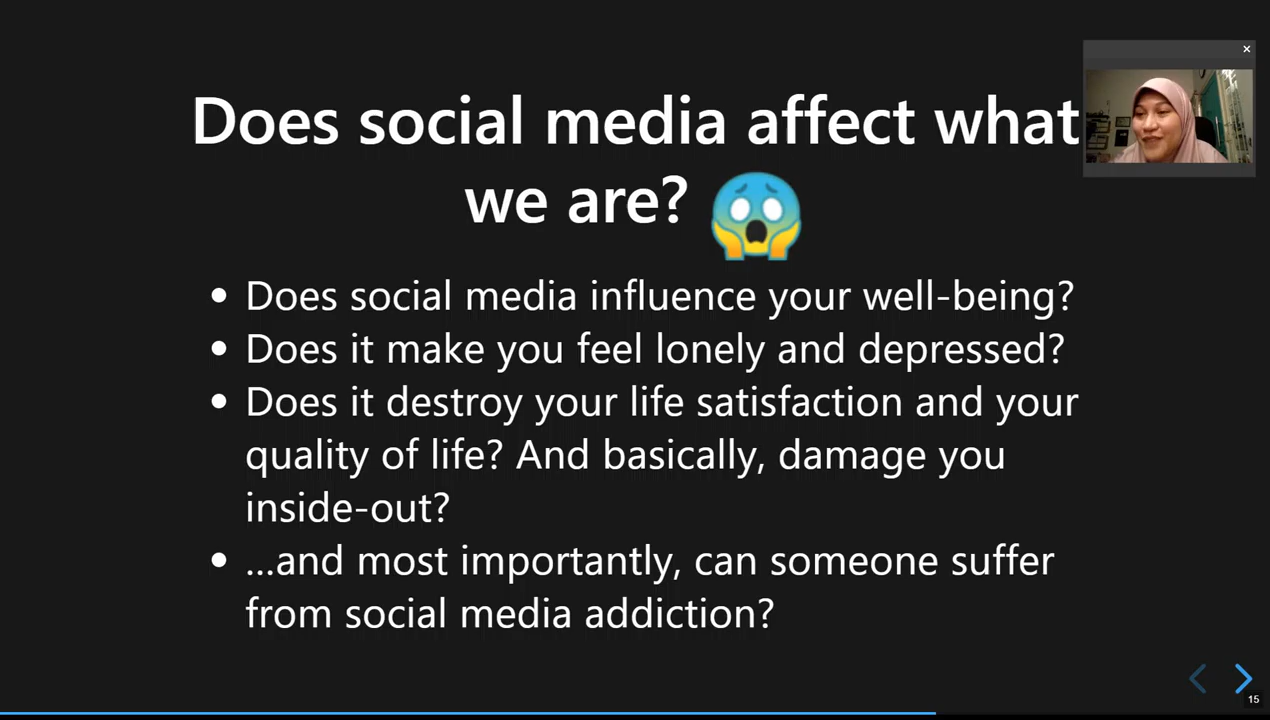 Does social media affect what
we are? 😱
• Does social media influence your well-being?
• Does it make you feel lonely and depressed?
• Does it destroy your life satisfaction and your
quality of life? And basically, damage you
inside-out?
• ...and most importantly, can someone suffer
from social media addiction?
15